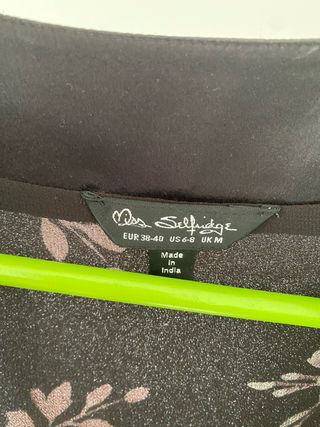 Miss Selfridge
EUR 38-40 US 6-8 UK M
Made
in
India